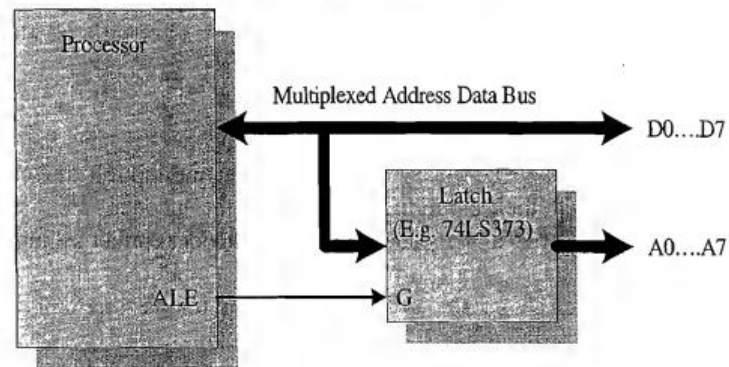 Processor
Multiplexed Address Data Bus
D0....D7
Latch
(E.g. 74LS373)
A0....A7
ALE
G